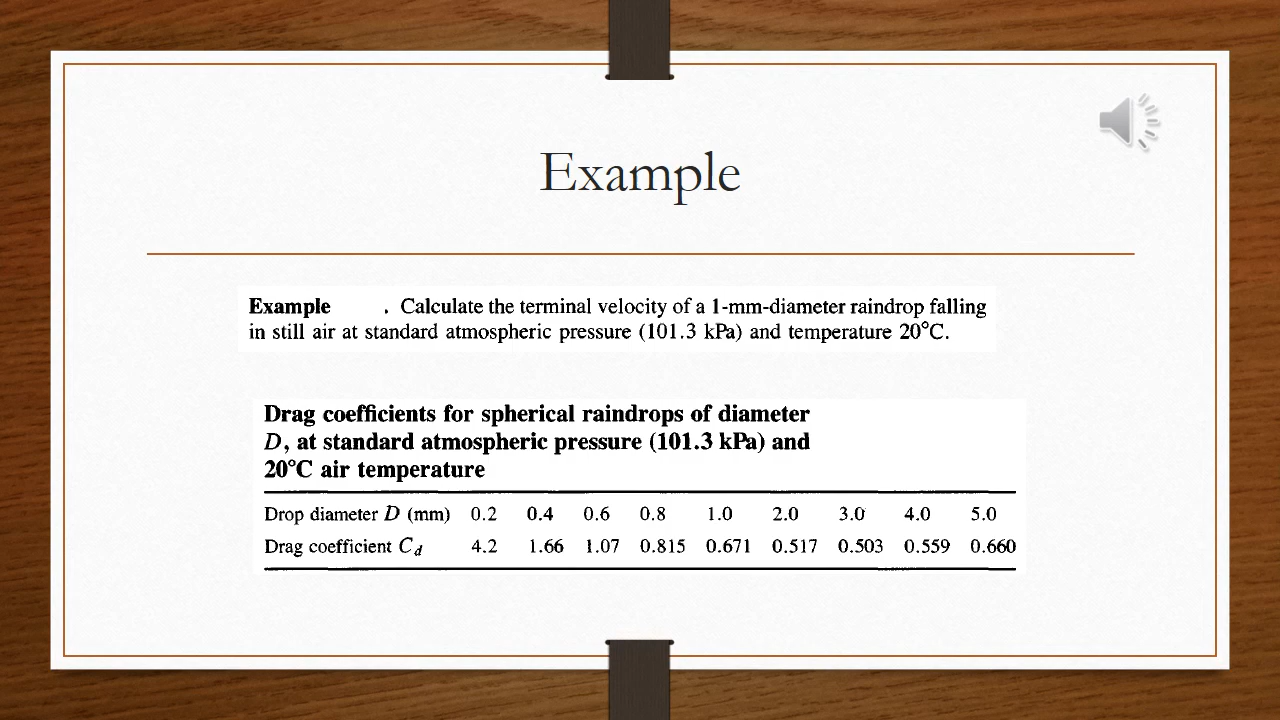 Example
Example . Calculate the terminal velocity of a 1-mm-diameter raindrop falling
in still air at standard atmospheric pressure (101.3 kPa) and temperature 20°C.
Drag coefficients for spherical raindrops of diameter
D, at standard atmospheric pressure (101.3 kPa) and
20°C air temperature
Drop diameter D (mm) 0.2 0.4 0.6 0.8 1.0 2.0 3.0 4.0 5.0
Drag coefficient Cd 4.2 1.66 1.07 0.815 0.671 0.517 0.503 0.559 0.660